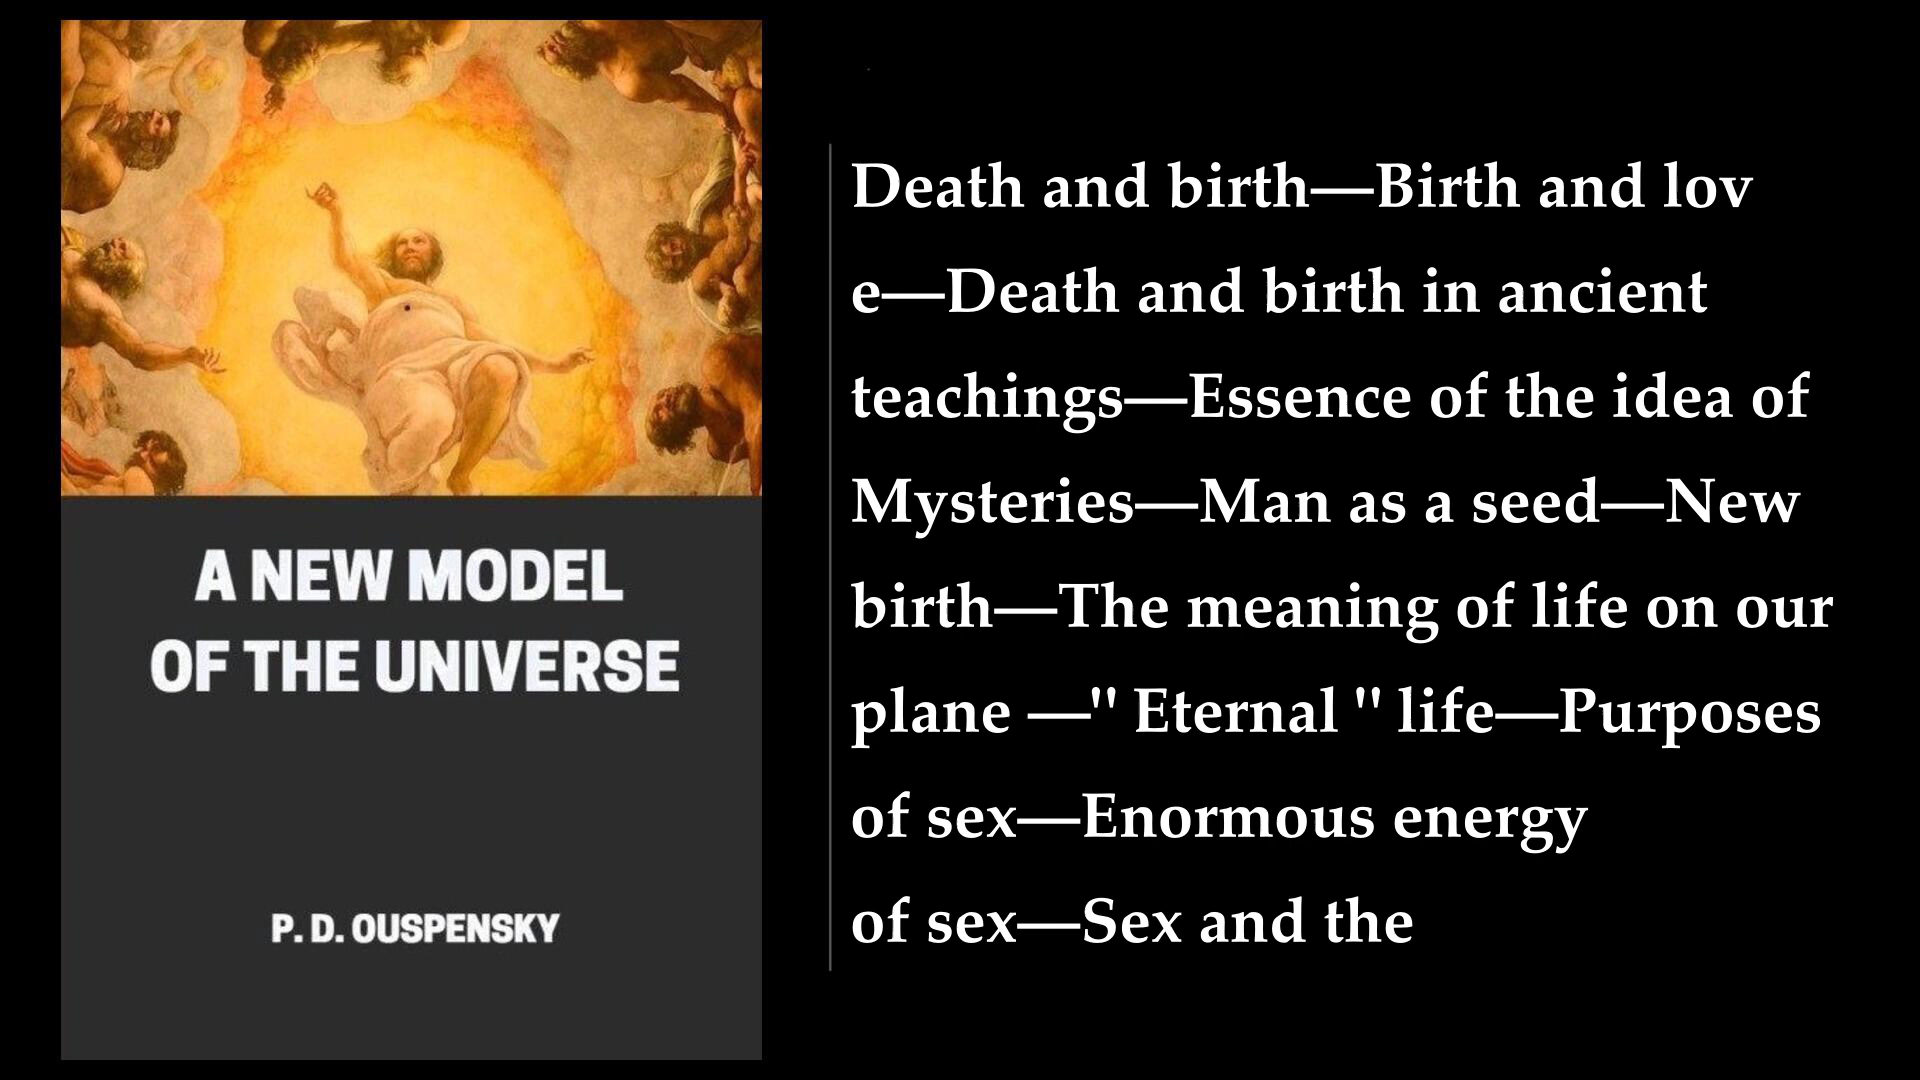 A NEW MODEL
OF THE UNIVERSE
P. D. OUSPENSKY
Death and birth—Birth and lov
e—Death and birth in ancient
teachings—Essence of the idea of
Mysteries—Man as a seed—New
birth—The meaning of life on our
plane —" Eternal " life—Purposes
of sex—Enormous energy
of sex—Sex and the